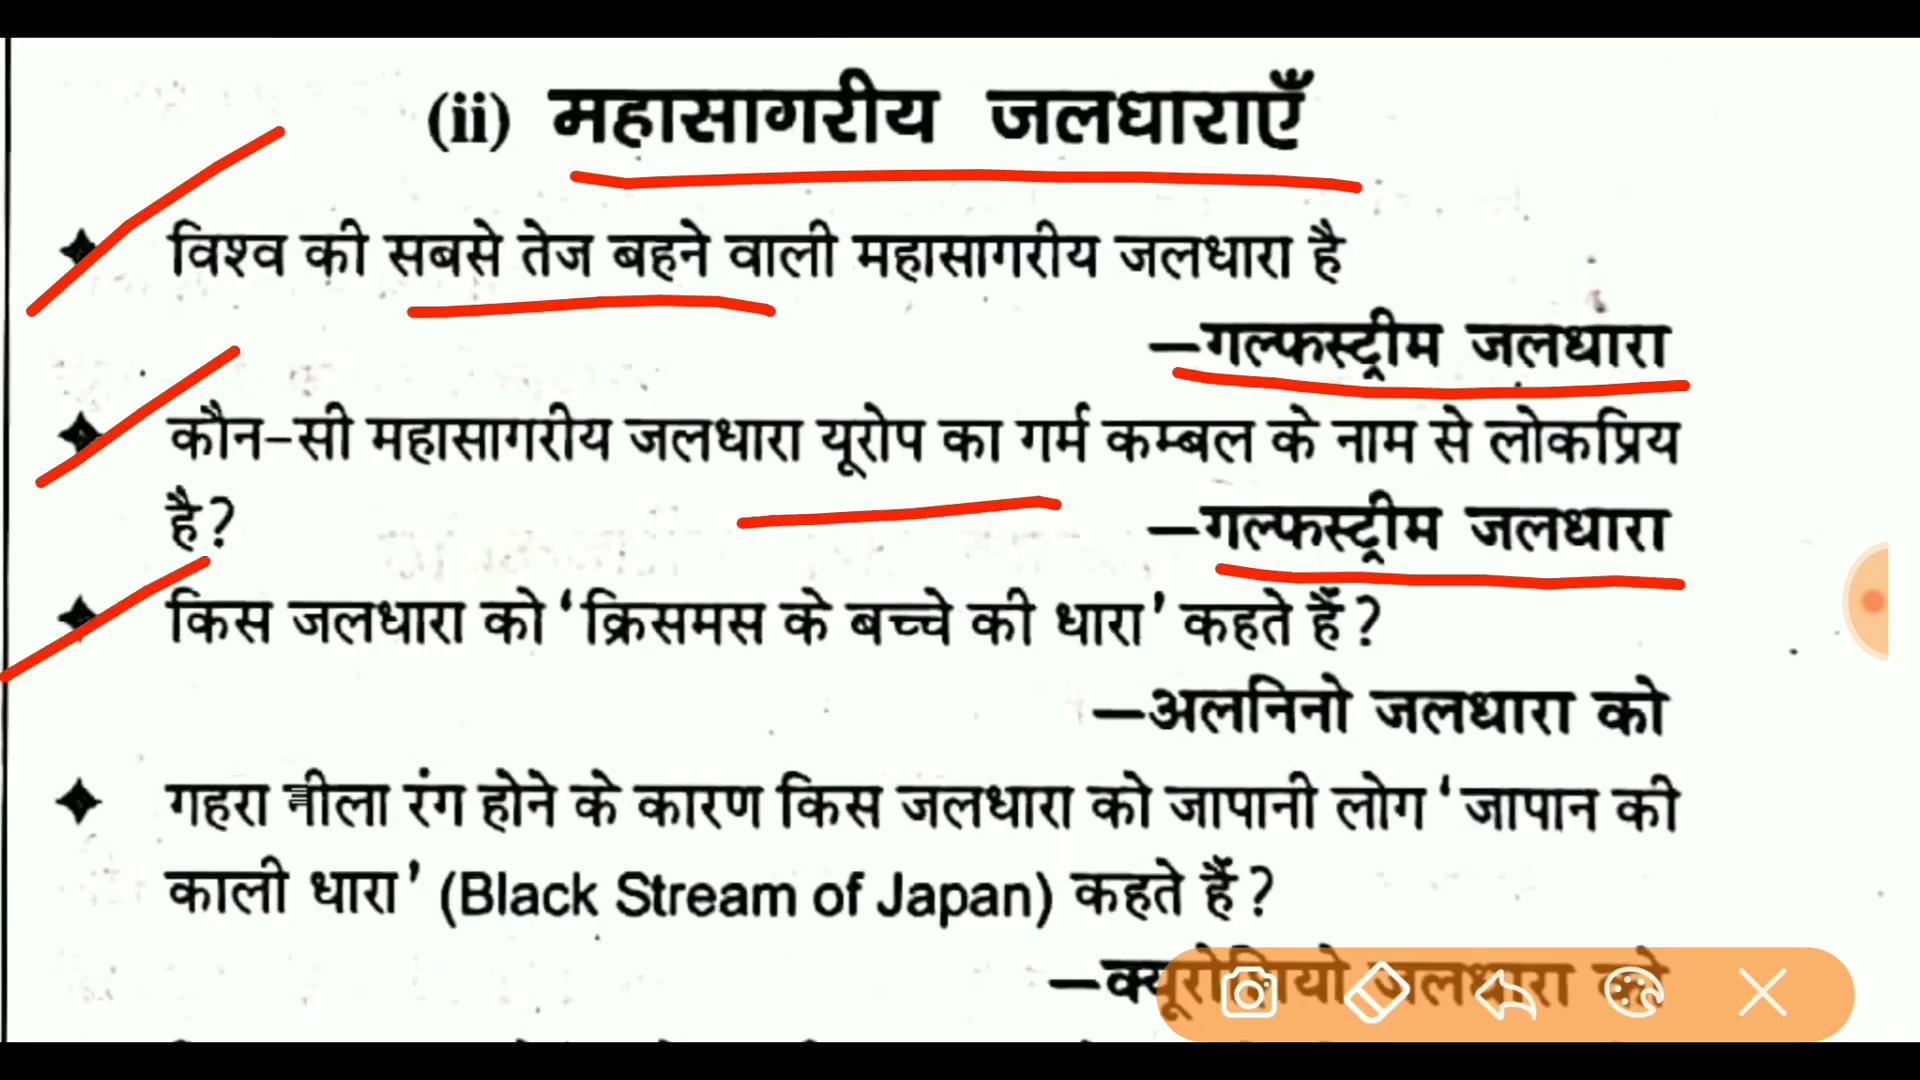 (ii) महासागरीय जलधाराएँ
विश्व की सबसे तेज बहने वाली महासागरीय जलधारा है
—गल्फस्ट्रीम जलधारा
कौन-सी महासागरीय जलधारा यूरोप का गर्म कम्बल के नाम से लोकप्रिय
है?
—गल्फस्ट्रीम जलधारा
किस जलधारा को 'क्रिसमस के बच्चे की धारा' कहते हैं?
—अलनिनो जलधारा को
गहरा नीला रंग होने के कारण किस जलधारा को जापानी लोग 'जापान की
काली धारा' (Black Stream of Japan) कहते हैं?
—क्यूरोशियो जलधारा को